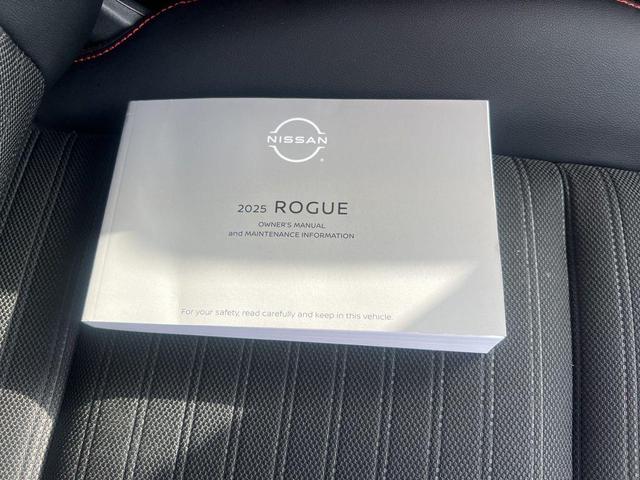 NISSAN
2025 ROGUE
OWNER'S MANUAL
and MAINTENANCE INFORMATION
For your safety, read carefully and keep in this vehicle.